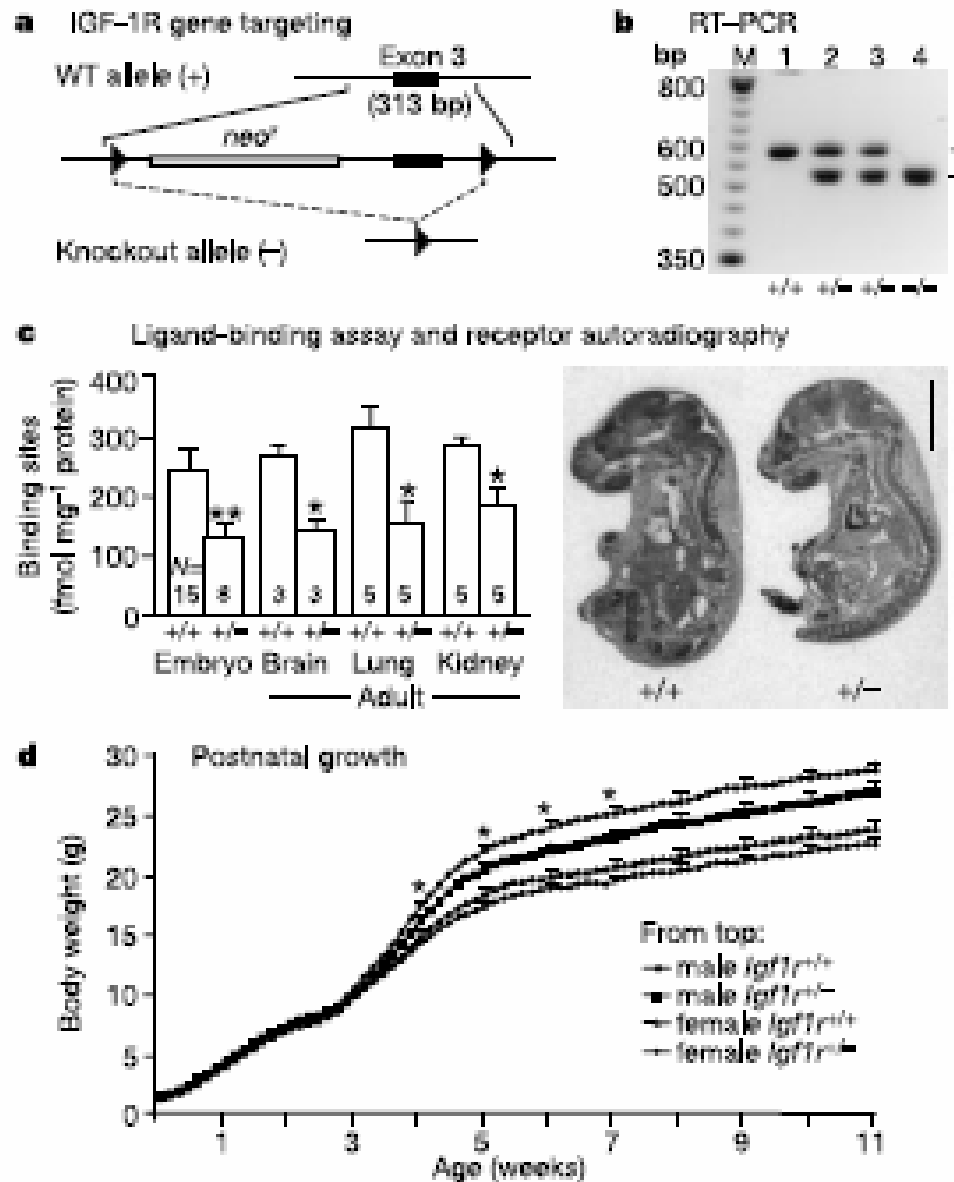 a IGF–1R gene targeting
WT allele (+)
Exon 3
(313 bp)
neoʳ
Knockout allele (–)
b RT–PCR
bp M 1 2 3 4
800
600
500
350
+/+ +/– +/– –/–
c Ligand–binding assay and receptor autoradiography
Binding sites
(fmol mg⁻¹ protein)
400
300
200
100
0
** * * *
N=
15 3 3 5 5 5
+/+ +/– +/+ +/– +/+ +/– +/+ +/–
Embryo Brain Lung Kidney
Adult
+/+ +/–
d Postnatal growth
Body weight (g)
30
25
20
15
10
5
0
* * * *
From top:
male Igf1r⁺/⁺
male Igf1r⁺/⁻
female Igf1r⁺/⁺
female Igf1r⁺/⁻
1 3 5 7 9 11
Age (weeks)